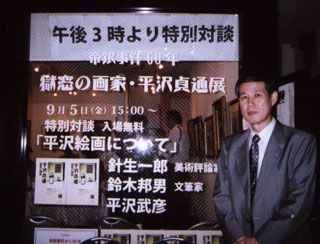 午後3時より特別対談
帝銀事件60年
獄窓の画家・平沢貞通展
9月5日(金)15:00～
特別対談 入場無料
「平沢絵画について」
針生一郎 美術評論家
鈴木邦男 文筆家
平沢武彦